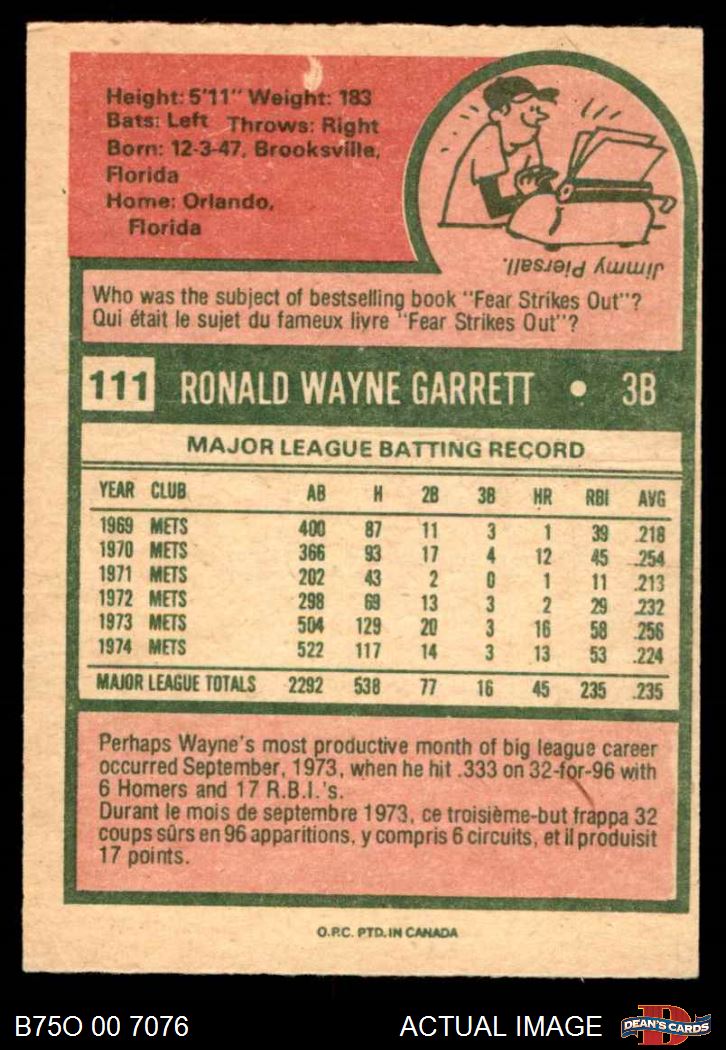 Height: 5'11" Weight: 183
Bats: Left Throws: Right
Born: 12-3-47, Brooksville,
Florida
Home: Orlando,
Florida
Jimmy Piersall.
Who was the subject of bestselling book "Fear Strikes Out"?
Qui était le sujet du fameux livre "Fear Strikes Out"?
111 RONALD WAYNE GARRETT • 3B
MAJOR LEAGUE BATTING RECORD
YEAR CLUB AB H 2B 3B HR RBI AVG
1969 METS 400 87 11 3 1 39 .218
1970 METS 366 93 17 4 12 45 .254
1971 METS 202 43 2 0 1 11 .213
1972 METS 298 69 13 3 2 29 .232
1973 METS 504 129 20 3 16 58 .256
1974 METS 522 117 14 3 13 53 .224
MAJOR LEAGUE TOTALS 2292 538 77 16 45 235 .235
Perhaps Wayne's most productive month of big league career
occurred September, 1973, when he hit .333 on 32-for-96 with
6 Homers and 17 R.B.I.'s.
Durant le mois de septembre 1973, ce troisième-but frappa 32
coups sûrs en 96 apparitions, y compris 6 circuits, et il produisit
17 points.
O.P.C. PTD. IN CANADA
B75O 00 7076 ACTUAL IMAGE DEAN'S CARDS